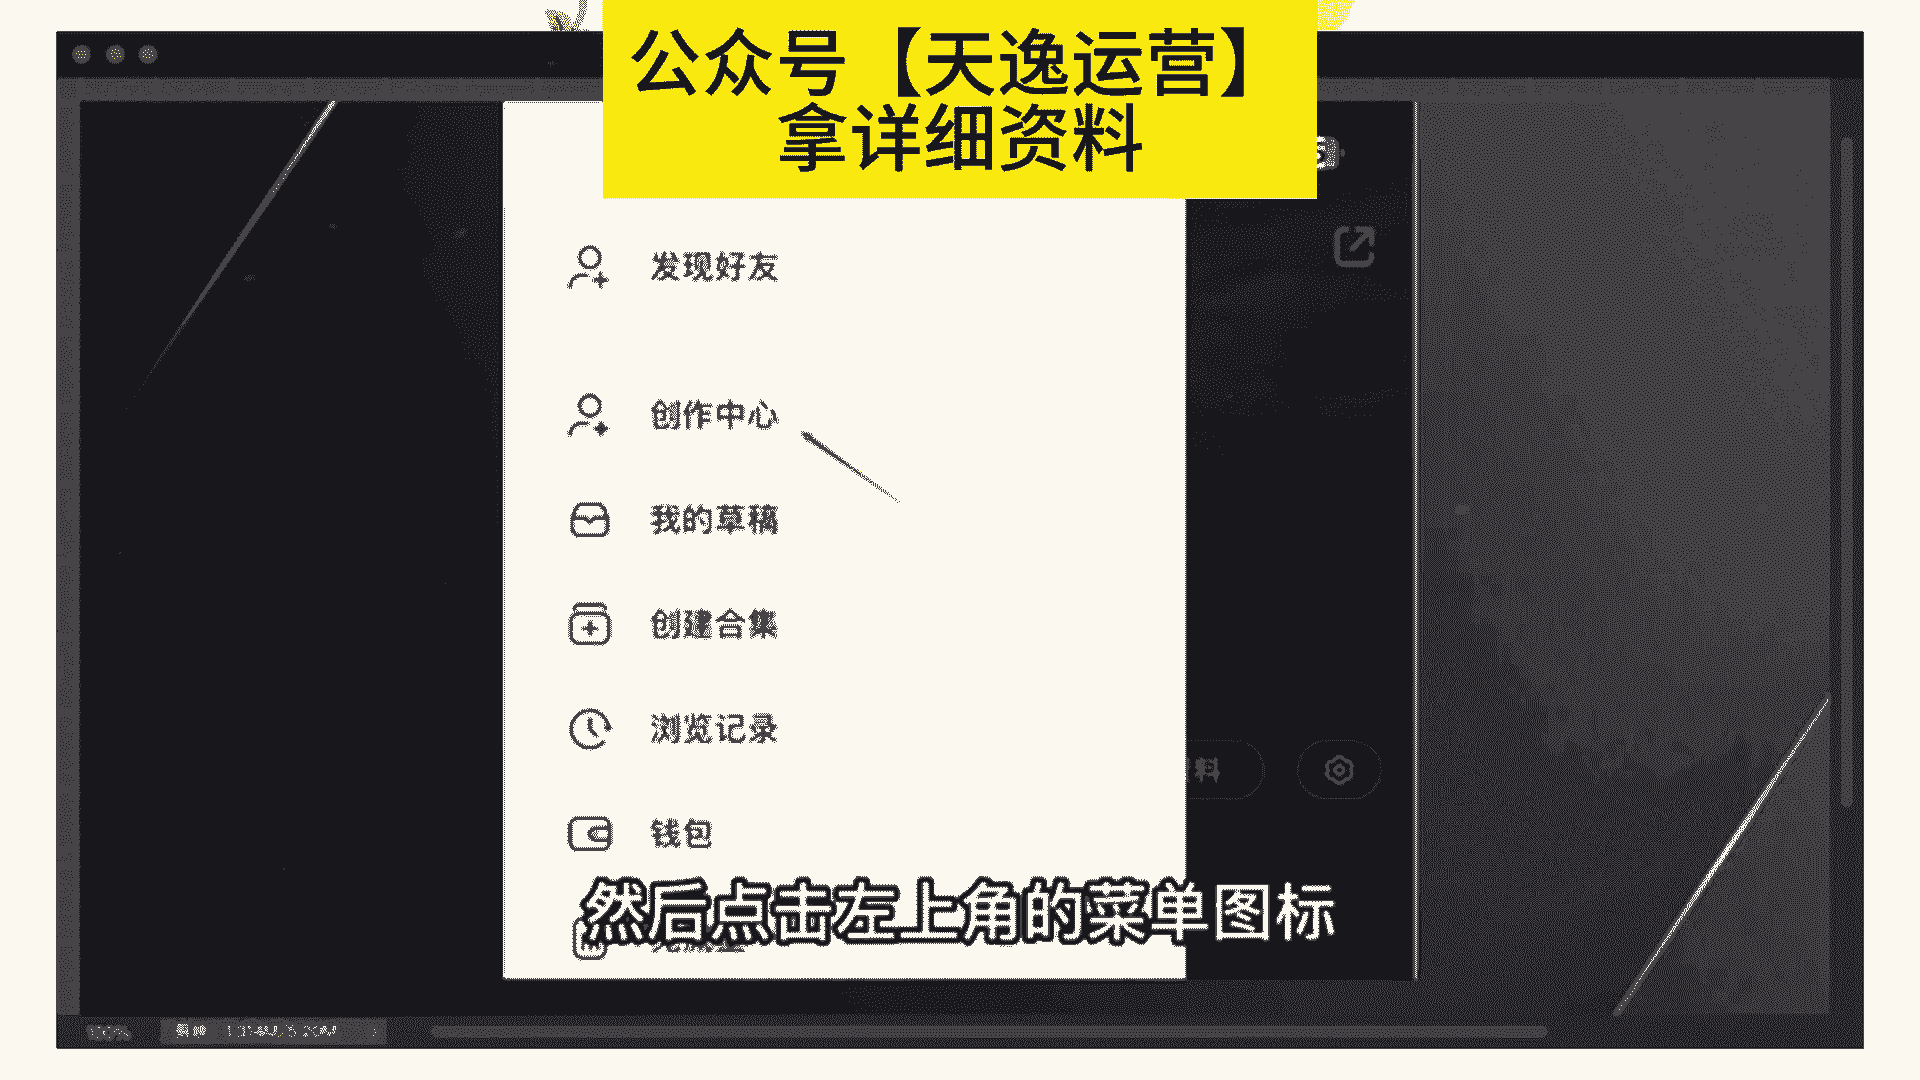 公众号【天逸运营】
拿详细资料
发现好友
创作中心
我的草稿
创建合集
浏览记录
料
钱包
然后点击左上角的菜单图标